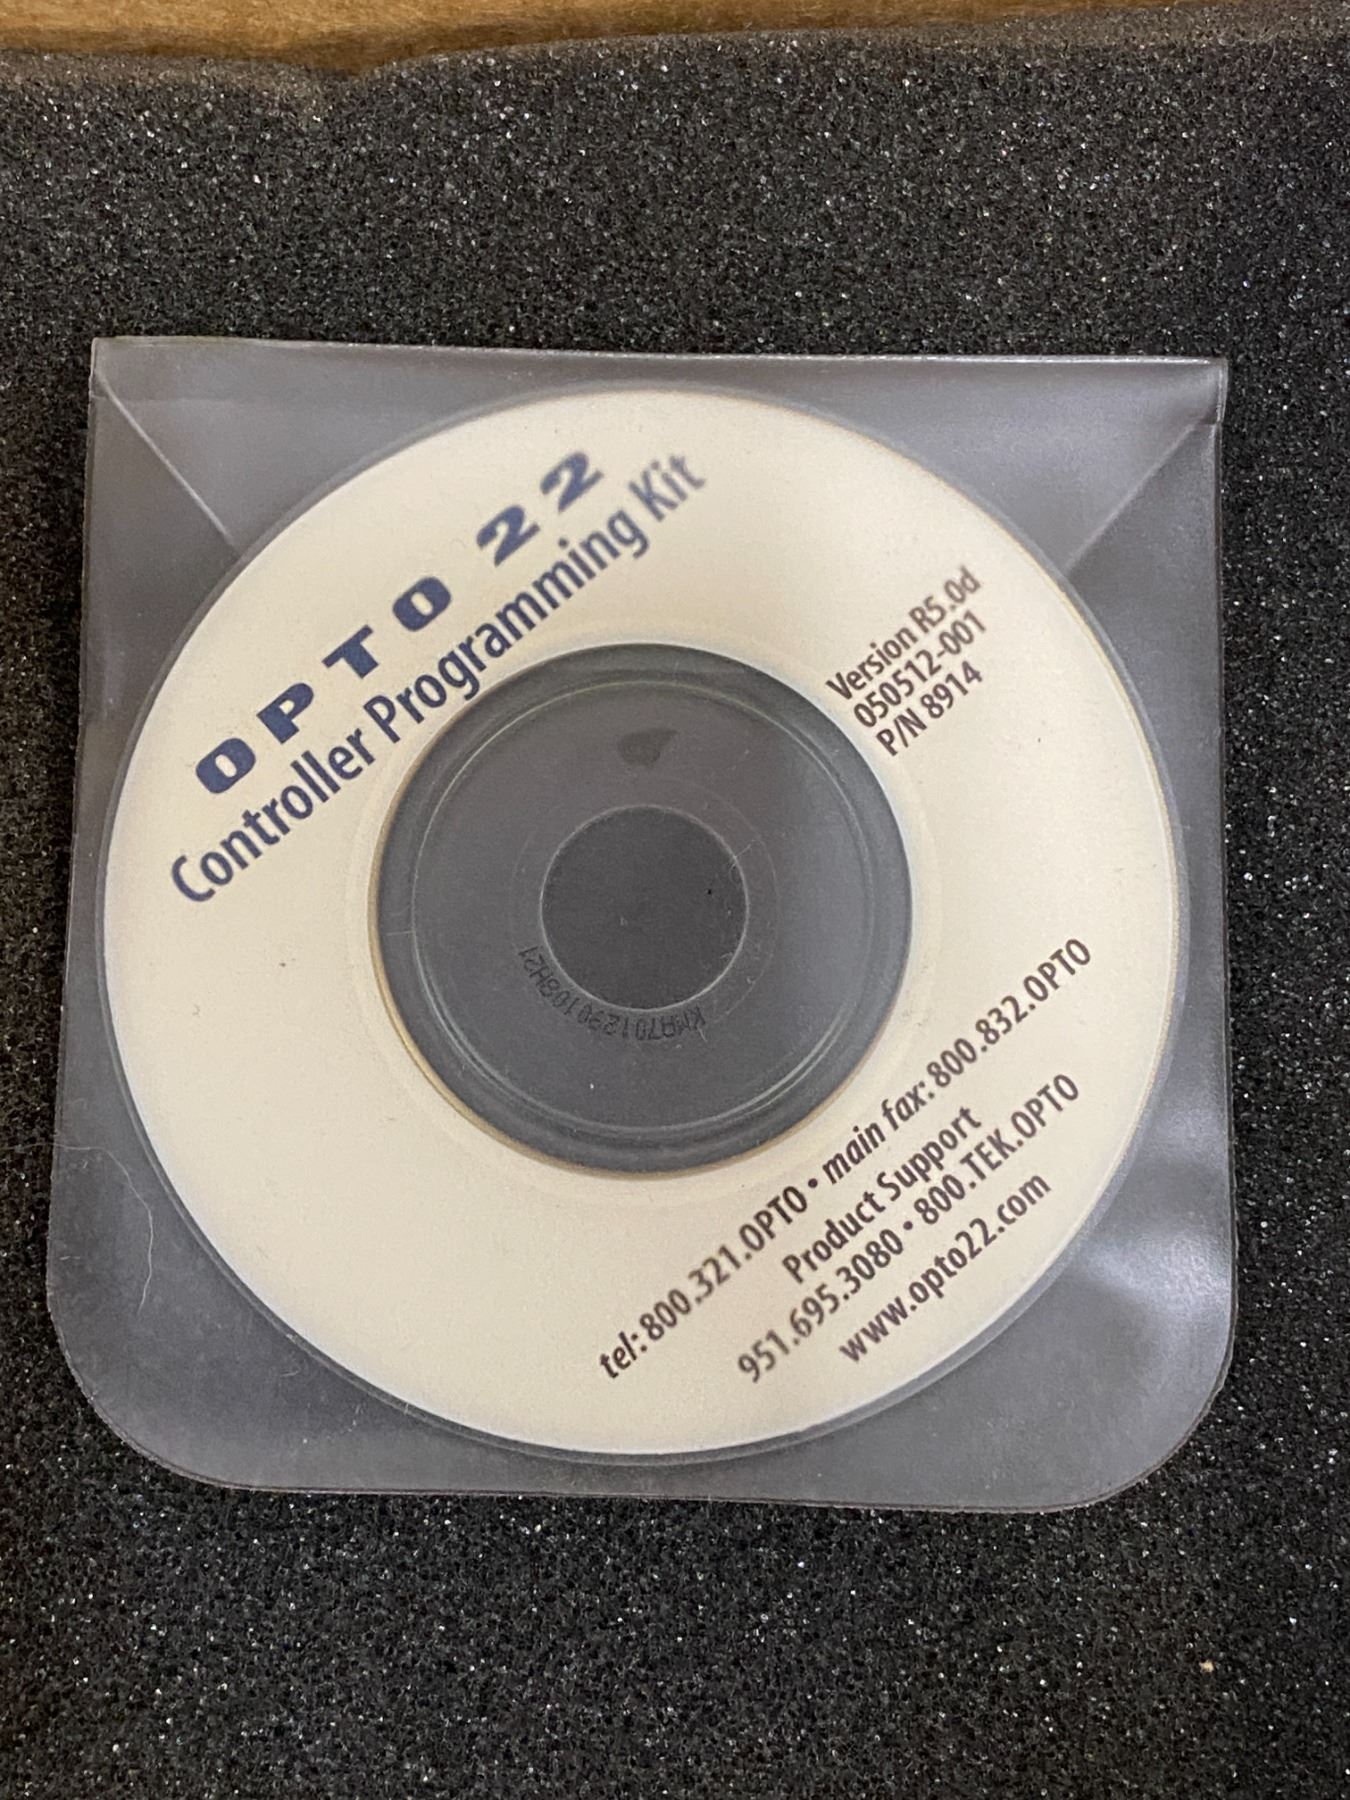 OPTO 22
Controller Programming Kit
Version R5.0d
050512-001
P/N 8914
tel: 800.321.OPTO • main fax: 800.832.OPTO
Product Support
951.695.3080 • 800.TEK.OPTO
www.opto22.com